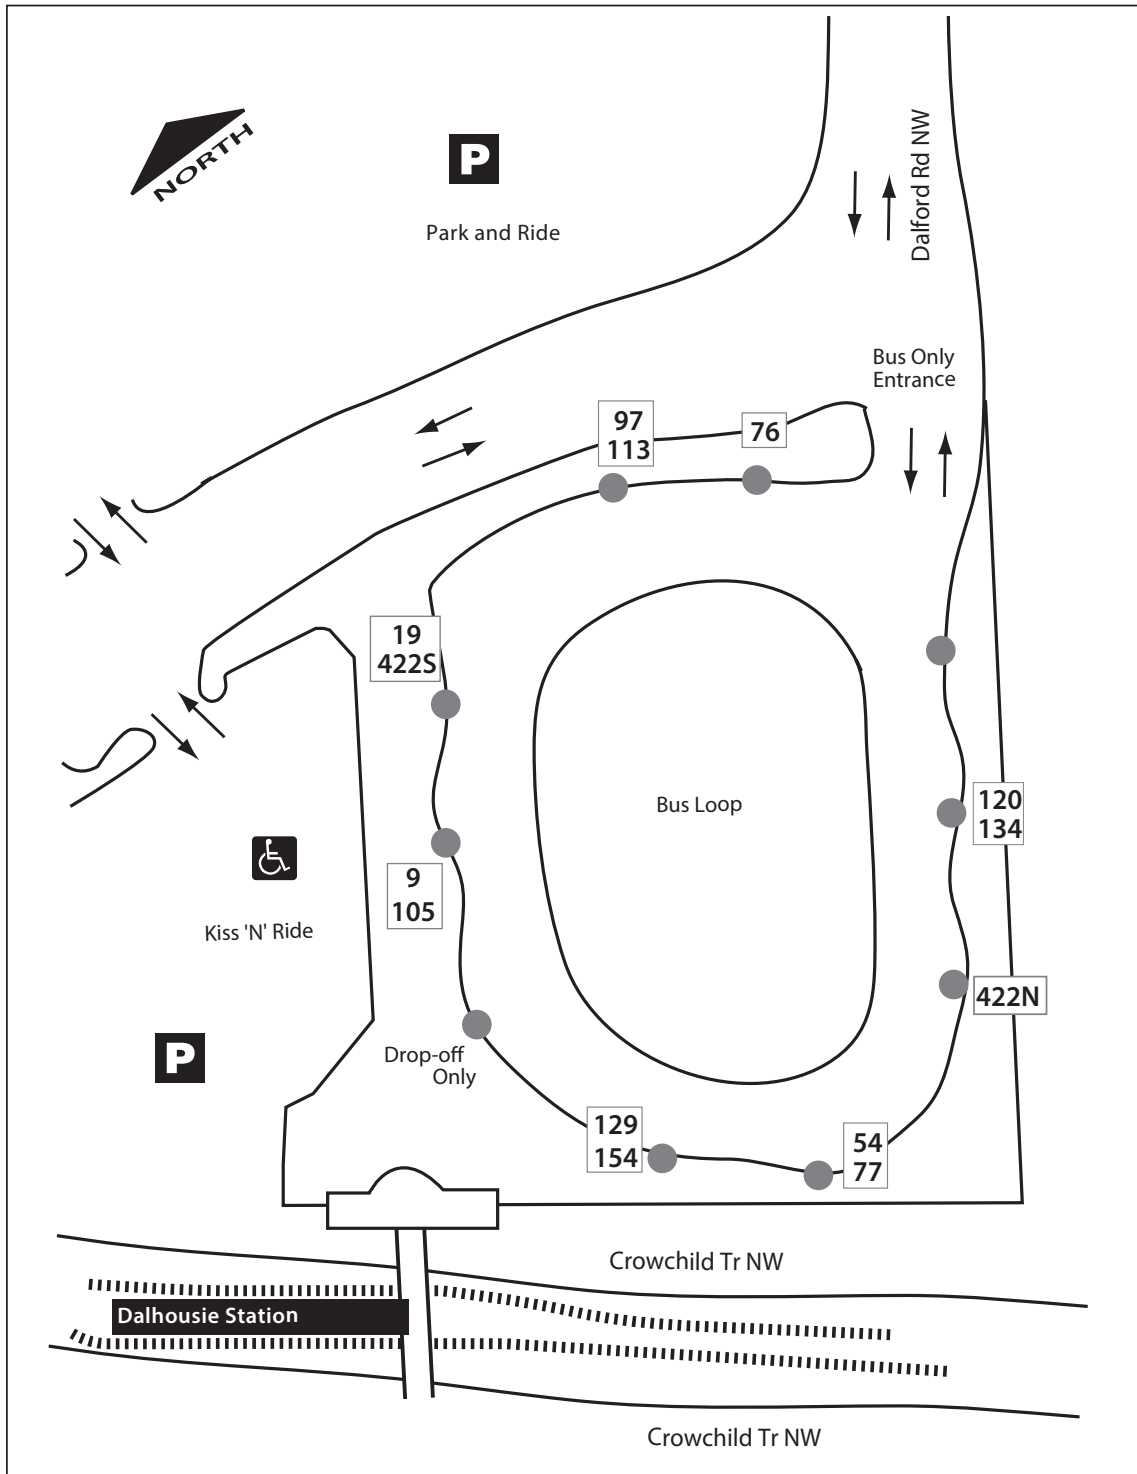 NORTH
P
Park and Ride
Dalford Rd NW
Bus Only
Entrance
97
113
76
19
422S
Bus Loop
120
134
9
105
Kiss 'N' Ride
422N
P
Drop-off
Only
129
154
54
77
Crowchild Tr NW
Dalhousie Station
Crowchild Tr NW